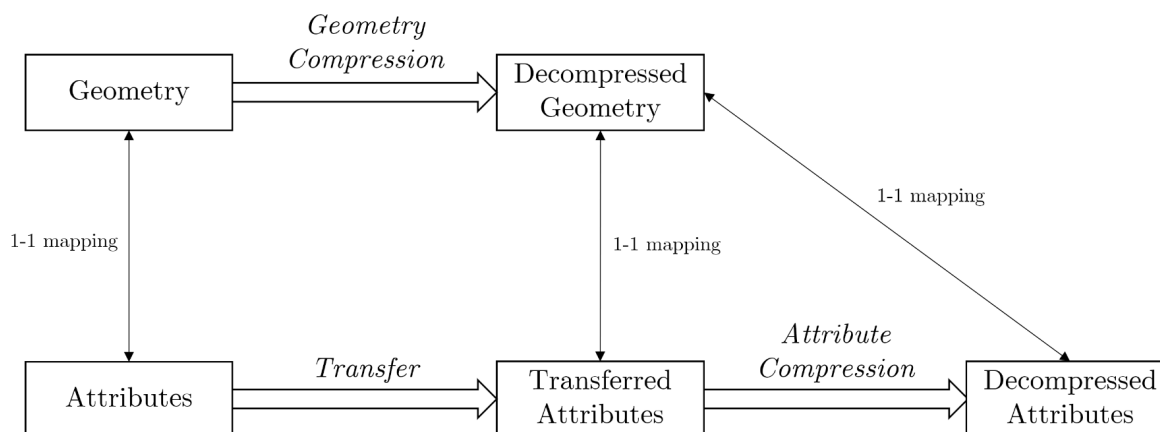 Geometry
Compression
Geometry
Decompressed
Geometry
1-1 mapping
1-1 mapping
1-1 mapping
Attributes
Transfer
Transferred
Attributes
Attribute
Compression
Decompressed
Attributes